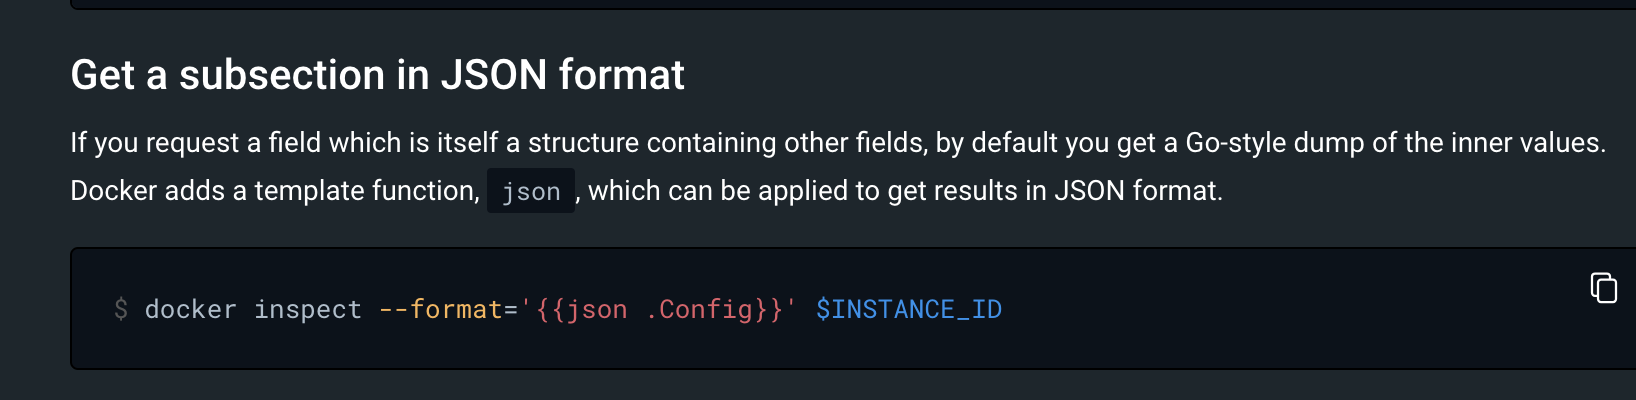 Get a subsection in JSON format
If you request a field which is itself a structure containing other fields, by default you get a Go-style dump of the inner values.
Docker adds a template function, json , which can be applied to get results in JSON format.
$ docker inspect --format='{{json .Config}}' $INSTANCE_ID